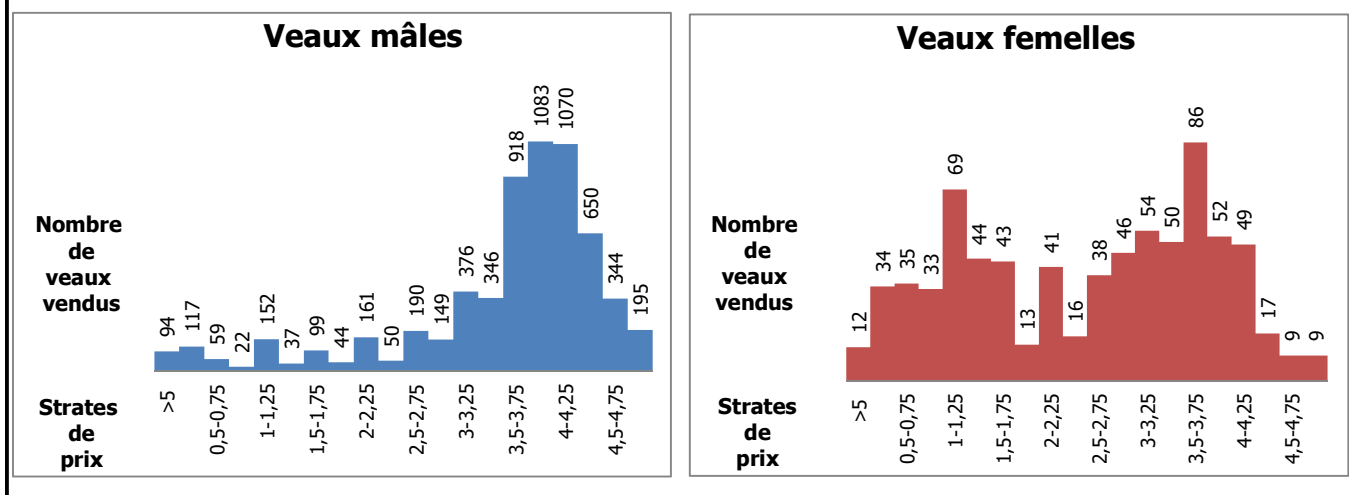 Veaux mâles
94 117 59 22 152 37 99 44 161 50 190 149 376 346 918 1083 1070 650 344 195
Nombre
de
veaux
vendus
Strates
de
prix
>5 0,5-0,75 1-1,25 1,5-1,75 2-2,25 2,5-2,75 3-3,25 3,5-3,75 4-4,25 4,5-4,75
Veaux femelles
12 34 35 33 69 44 43 13 41 16 38 46 54 50 86 52 49 17 9 9
Nombre
de
veaux
vendus
Strates
de
prix
>5 0,5-0,75 1-1,25 1,5-1,75 2-2,25 2,5-2,75 3-3,25 3,5-3,75 4-4,25 4,5-4,75